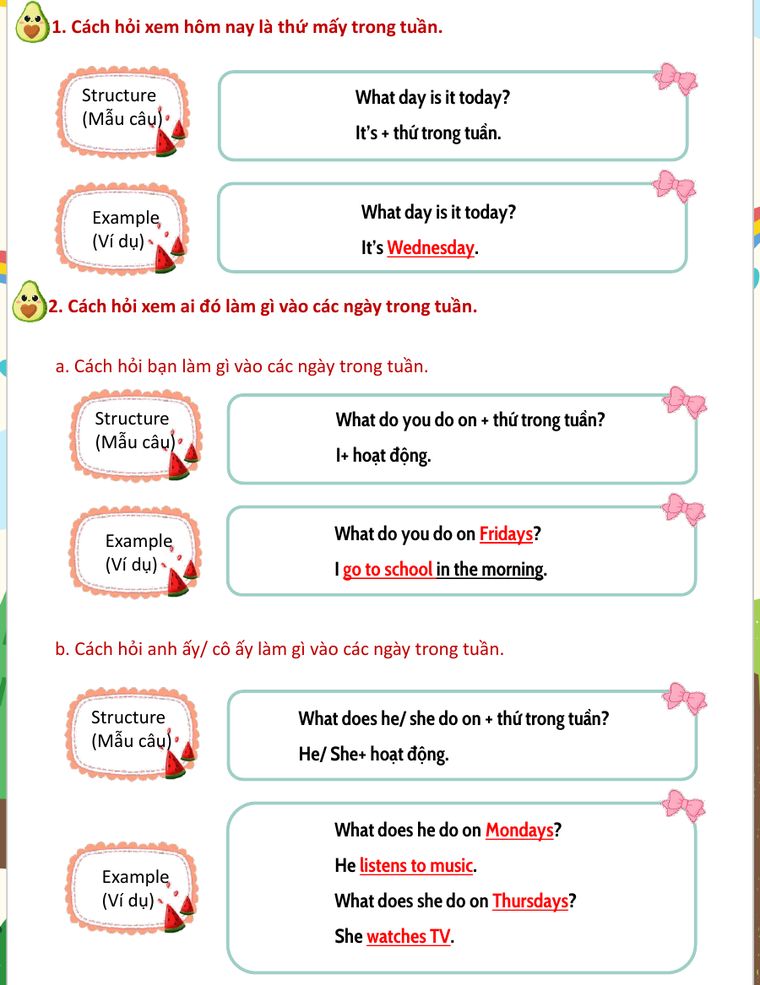 1. Cách hỏi xem hôm nay là thứ mấy trong tuần.
Structure
(Mẫu câu)
What day is it today?
It's + thứ trong tuần.
Example
(Ví dụ)
What day is it today?
It's Wednesday.
2. Cách hỏi xem ai đó làm gì vào các ngày trong tuần.
a. Cách hỏi bạn làm gì vào các ngày trong tuần.
Structure
(Mẫu câu)
What do you do on + thứ trong tuần?
I+ hoạt động.
Example
(Ví dụ)
What do you do on Fridays?
I go to school in the morning.
b. Cách hỏi anh ấy/ cô ấy làm gì vào các ngày trong tuần.
Structure
(Mẫu câu)
What does he/ she do on + thứ trong tuần?
He/ She+ hoạt động.
Example
(Ví dụ)
What does he do on Mondays?
He listens to music.
What does she do on Thursdays?
She watches TV.